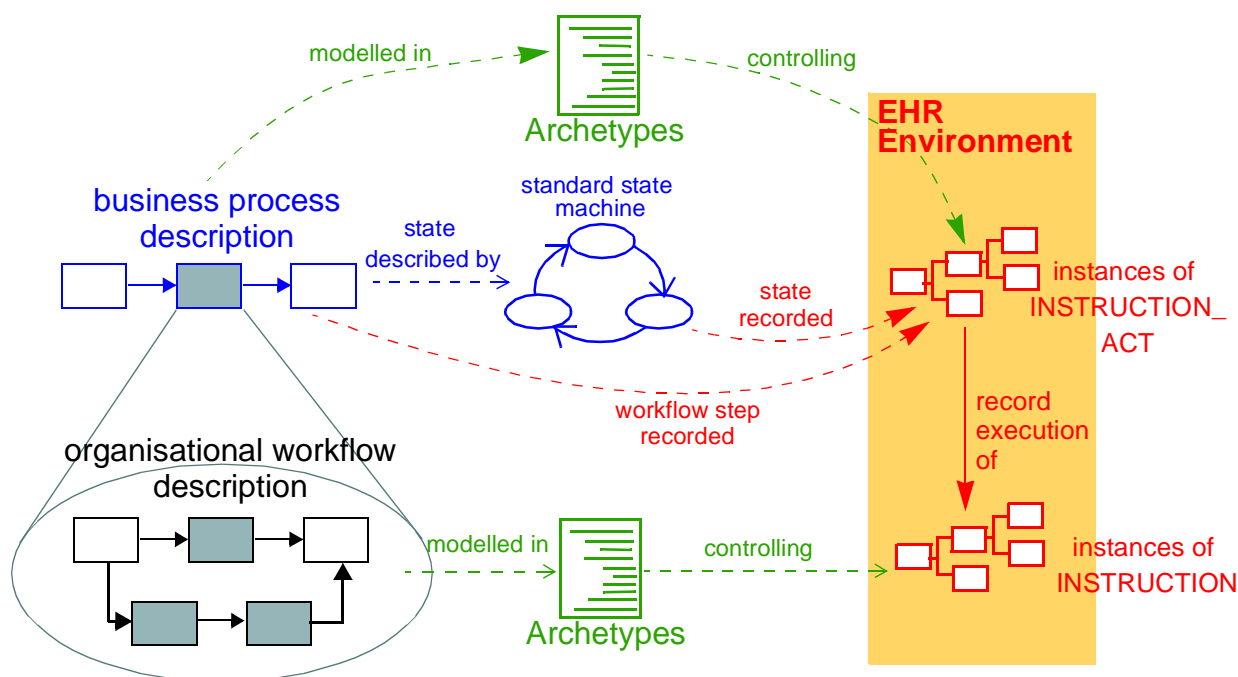 modelled in
controlling
Archetypes
EHR
Environment
business process
description
standard state
machine
state
described by
state
recorded
instances of
INSTRUCTION_
ACT
workflow step
recorded
record
execution
of
organisational workflow
description
modelled in
controlling
Archetypes
instances of
INSTRUCTION